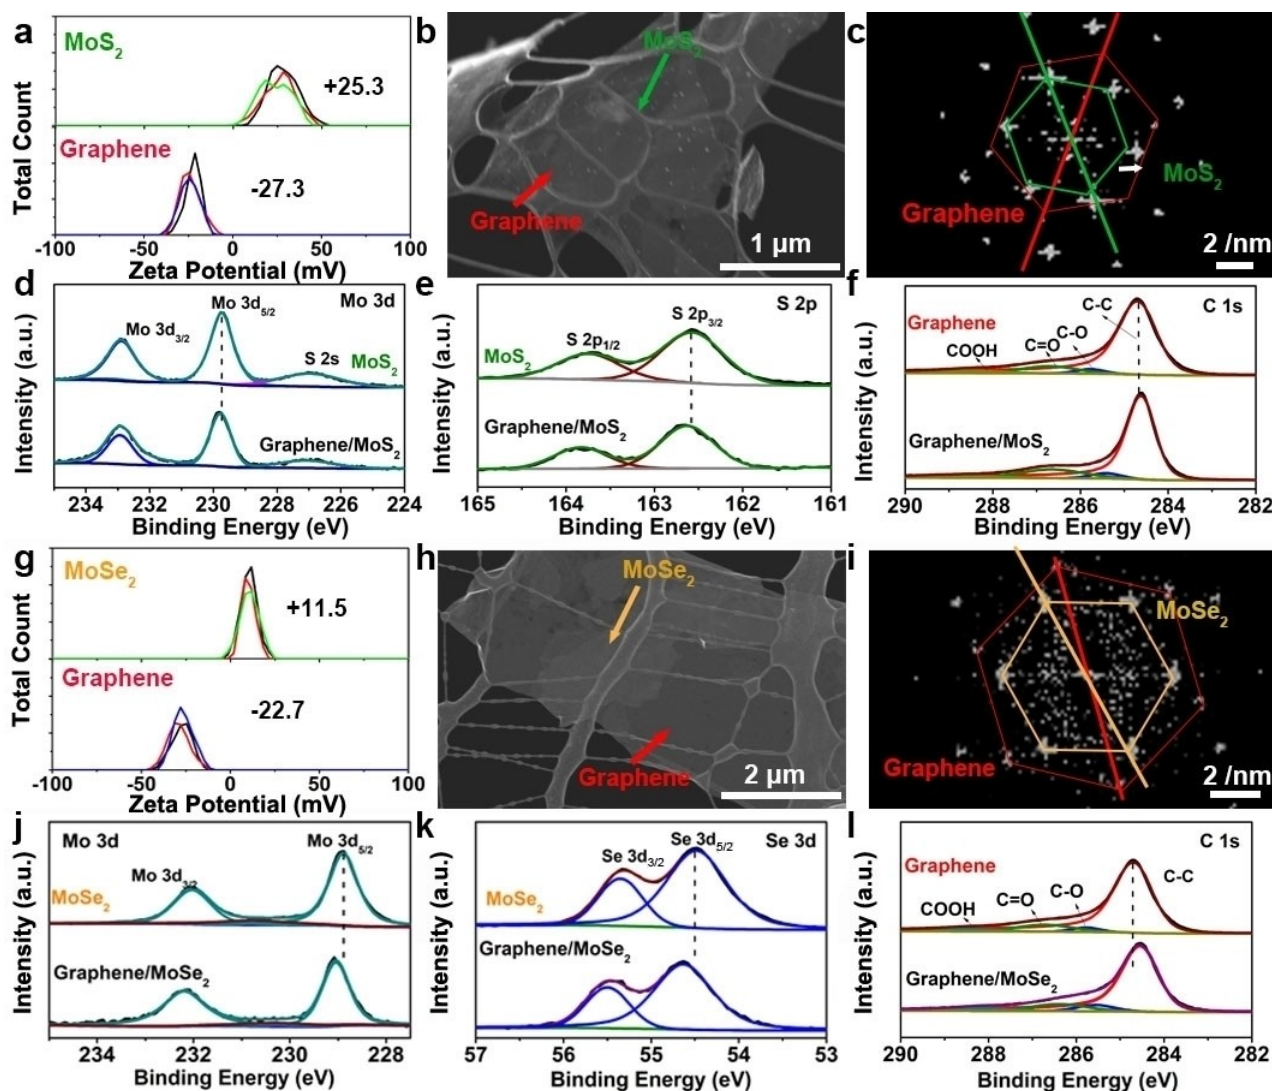 a
MoS2
+25.3
Total Count
Graphene
-27.3
-100 -50 0 50 100
Zeta Potential (mV)
b
MoS2
Graphene
1 µm
c
MoS2
Graphene
2 /nm
d
Mo 3d
Mo 3d5/2
Mo 3d3/2
S 2s
MoS2
Graphene/MoS2
Intensity (a.u.)
234 232 230 228 226 224
Binding Energy (eV)
e
S 2p
S 2p3/2
S 2p1/2
MoS2
Graphene/MoS2
Intensity (a.u.)
165 164 163 162 161
Binding Energy (eV)
f
C 1s
C-C
Graphene
C-O
C=O
COOH
Graphene/MoS2
Intensity (a.u.)
290 288 286 284 282
Binding Energy (eV)
g
MoSe2
+11.5
Total Count
Graphene
-22.7
-100 -50 0 50 100
Zeta Potential (mV)
h
MoSe2
Graphene
2 µm
i
MoSe2
Graphene
2 /nm
j
Mo 3d
Mo 3d5/2
Mo 3d3/2
MoSe2
Graphene/MoSe2
Intensity (a.u.)
234 232 230 228
Binding Energy (eV)
k
Se 3d3/2
Se 3d5/2
Se 3d
MoSe2
Graphene/MoSe2
Intensity (a.u.)
57 56 55 54 53
Binding Energy (eV)
l
C 1s
Graphene
C-C
C-O
C=O
COOH
Graphene/MoSe2
Intensity (a.u.)
290 288 286 284 282
Binding Energy (eV)